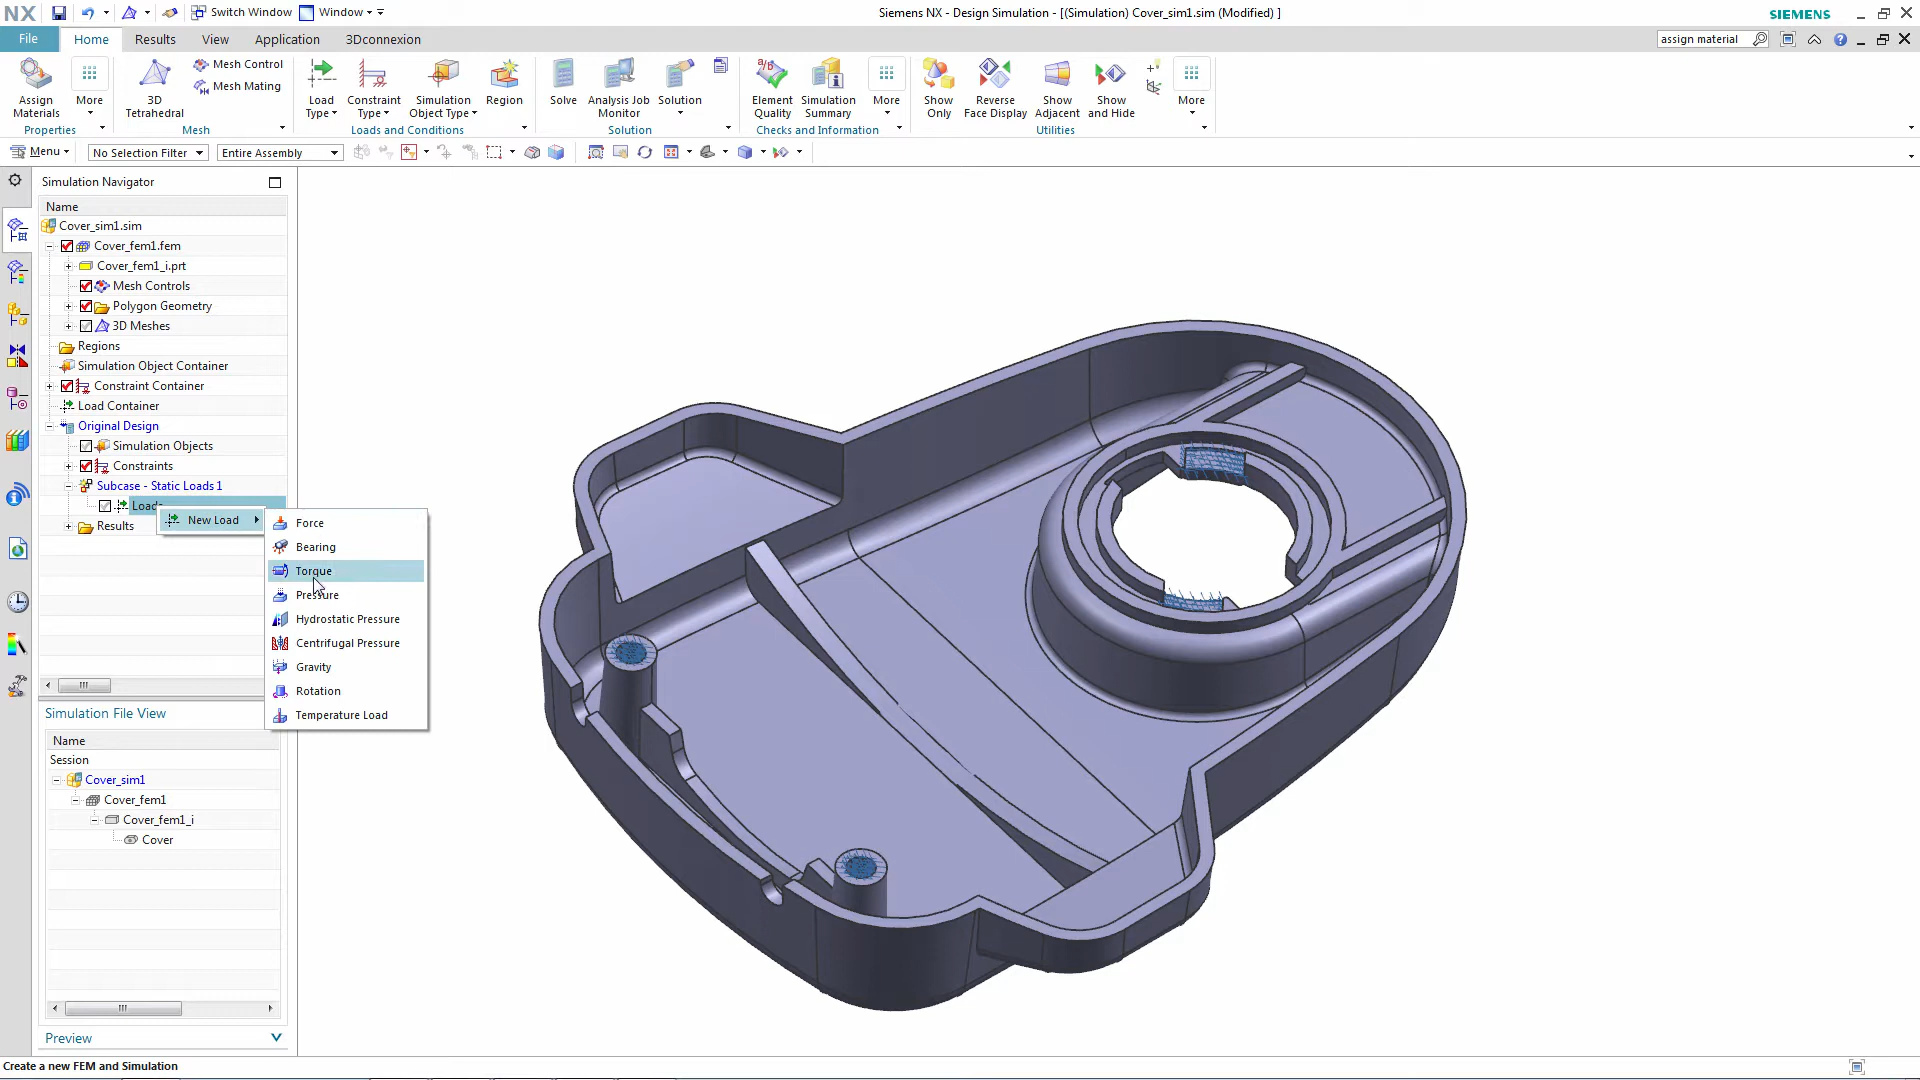 NX
Switch Window
Window
Siemens NX - Design Simulation - [(Simulation) Cover_sim1.sim (Modified) ]
SIEMENS
File
Home
Results
View
Application
3Dconnexion
assign material
Assign Materials
More
3D Tetrahedral
Mesh Control
Mesh Mating
Load Type
Constraint Type
Simulation Object Type
Region
Solve
Analysis Job Monitor
Solution
Element Quality
Simulation Summary
More
Show Only
Reverse Face Display
Show Adjacent
Show and Hide
More
Properties
Mesh
Loads and Conditions
Solution
Checks and Information
Utilities
Menu
No Selection Filter
Entire Assembly
Simulation Navigator
Name
Cover_sim1.sim
Cover_fem1.fem
Cover_fem1_i.prt
Mesh Controls
Polygon Geometry
3D Meshes
Regions
Simulation Object Container
Constraint Container
Load Container
Original Design
Simulation Objects
Constraints
Subcase - Static Loads 1
Loads
Results
New Load
Force
Bearing
Torque
Pressure
Hydrostatic Pressure
Centrifugal Pressure
Gravity
Rotation
Temperature Load
Simulation File View
Name
Session
Cover_sim1
Cover_fem1
Cover_fem1_i
Cover
Preview
Create a new FEM and Simulation